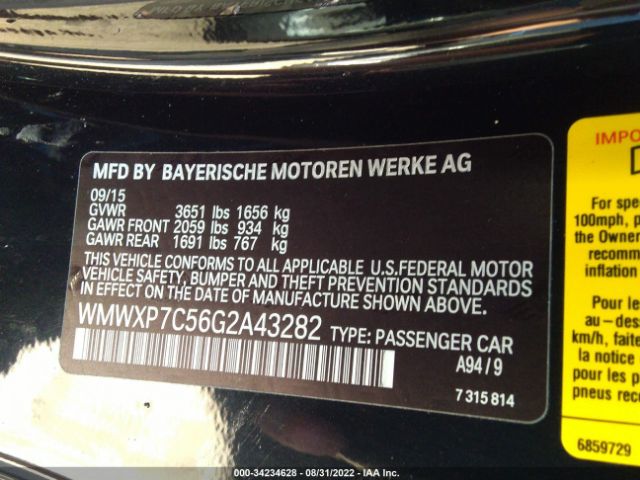 MFD BY BAYERISCHE MOTOREN WERKE AG
09/15
GVWR 3651 lbs 1656 kg
GAWR FRONT 2059 lbs 934 kg
GAWR REAR 1691 lbs 767 kg
THIS VEHICLE CONFORMS TO ALL APPLICABLE U.S.FEDERAL MOTOR
VEHICLE SAFETY, BUMPER AND THEFT PREVENTION STANDARDS
IN EFFECT ON THE DATE OF MANUFACTURE SHOWN ABOVE.
WMWXP7C56G2A43282 TYPE: PASSENGER CAR
A94 / 9
7 315 814
IMPO
For spe
100mph, p
the Owner
recomm
inflation
Pour les
au – des
km/h, faite
la notice
pour les p
pneus rec
6859729
000-34234628 - 08/31/2022 - IAA Inc.